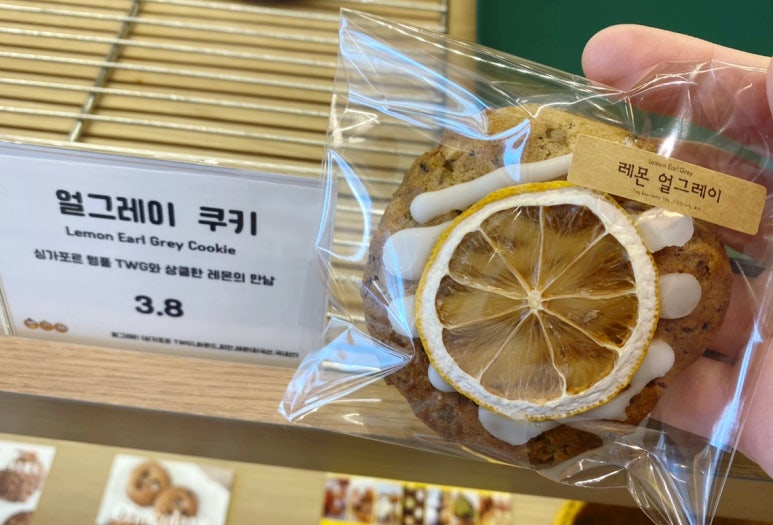 얼그레이 쿠키
Lemon Earl Grey Cookie
싱가포르 명품 TWG와 상큼한 레몬의 만남
3.8
Lemon Earl Grey
레몬 얼그레이